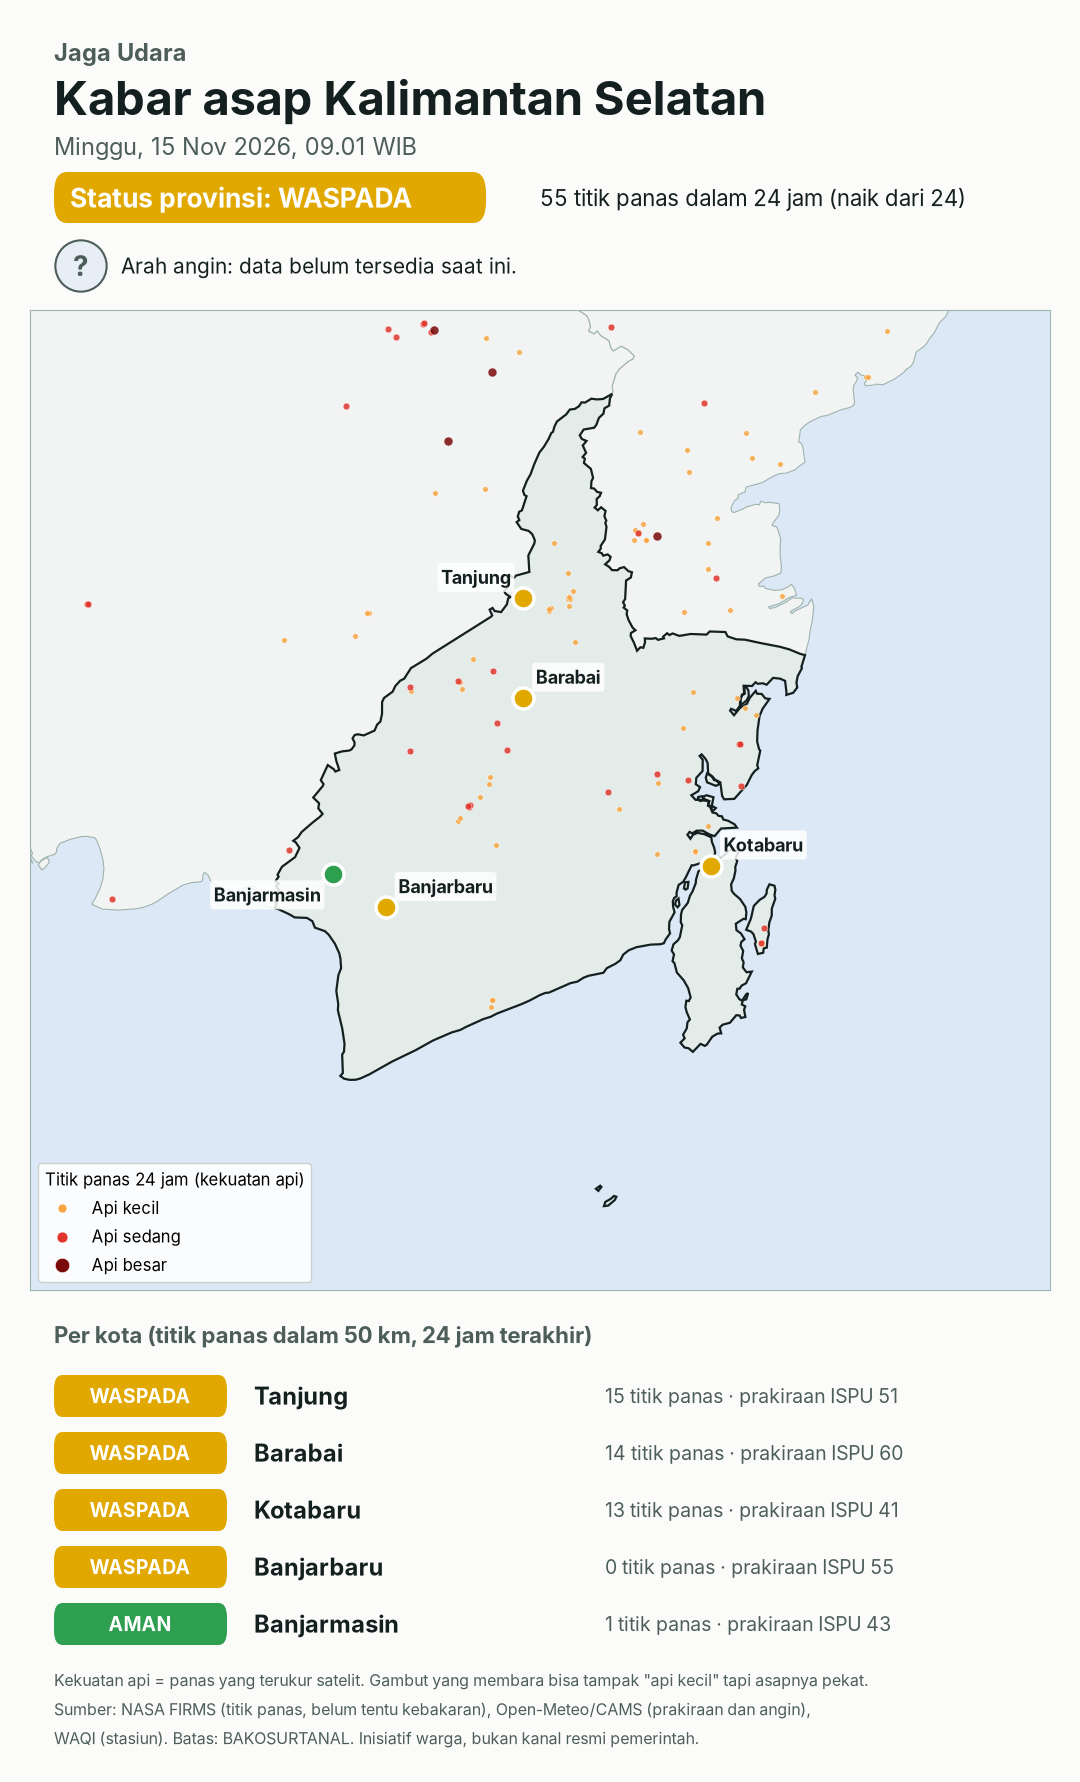 Jaga Udara
Kabar asap Kalimantan Selatan
Minggu, 15 Nov 2026, 09.01 WIB
Status provinsi: WASPADA
55 titik panas dalam 24 jam (naik dari 24)
?
Arah angin: data belum tersedia saat ini.
Tanjung
Barabai
Kotabaru
Banjarbaru
Banjarmasin
Titik panas 24 jam (kekuatan api)
Api kecil
Api sedang
Api besar
Per kota (titik panas dalam 50 km, 24 jam terakhir)
WASPADA Tanjung 15 titik panas · prakiraan ISPU 51
WASPADA Barabai 14 titik panas · prakiraan ISPU 60
WASPADA Kotabaru 13 titik panas · prakiraan ISPU 41
WASPADA Banjarbaru 0 titik panas · prakiraan ISPU 55
AMAN Banjarmasin 1 titik panas · prakiraan ISPU 43
Kekuatan api = panas yang terukur satelit. Gambut yang membara bisa tampak "api kecil" tapi asapnya pekat.
Sumber: NASA FIRMS (titik panas, belum tentu kebakaran), Open-Meteo/CAMS (prakiraan dan angin),
WAQI (stasiun). Batas: BAKOSURTANAL. Inisiatif warga, bukan kanal resmi pemerintah.